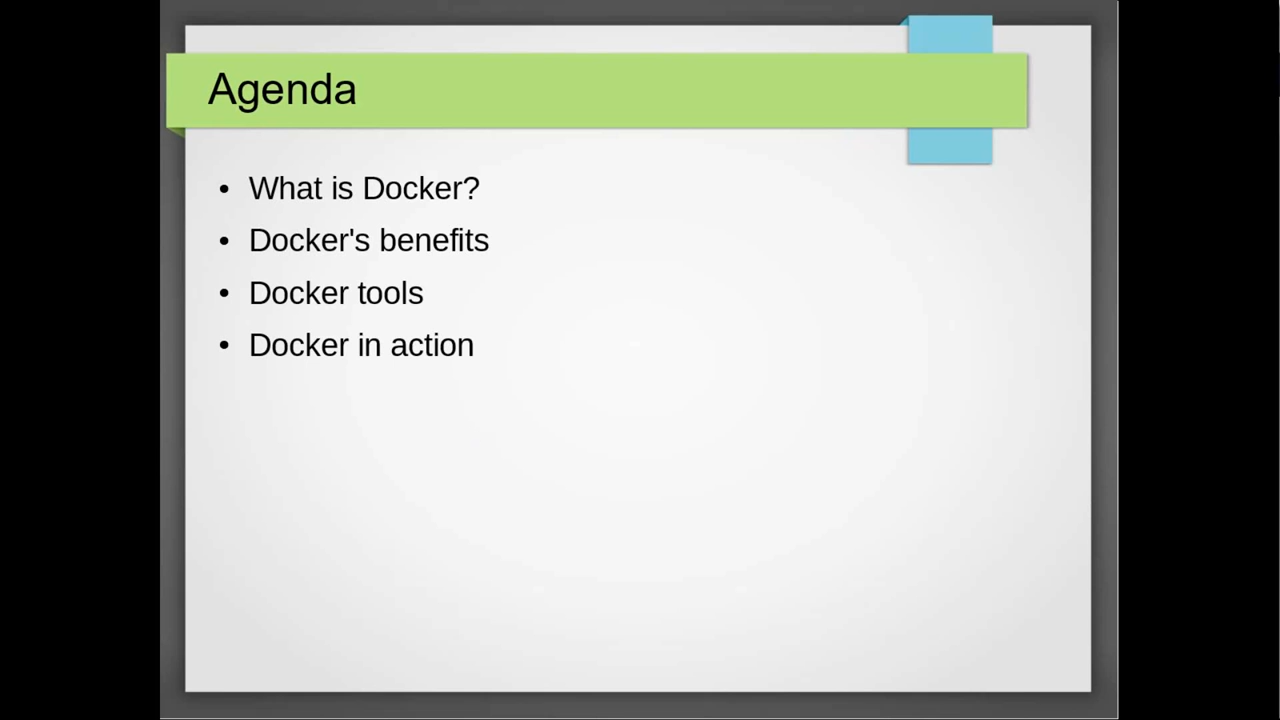 Agenda
• What is Docker?
• Docker's benefits
• Docker tools
• Docker in action